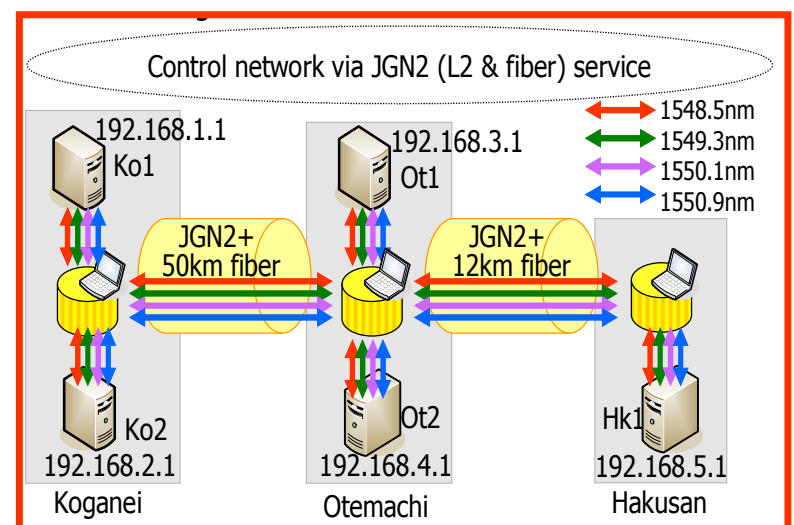 Control network via JGN2 (L2 & fiber) service
1548.5nm
1549.3nm
1550.1nm
1550.9nm
192.168.1.1
Ko1
192.168.3.1
Ot1
JGN2+
50km fiber
JGN2+
12km fiber
Ko2
192.168.2.1
Ot2
192.168.4.1
Hk1
192.168.5.1
Koganei
Otemachi
Hakusan